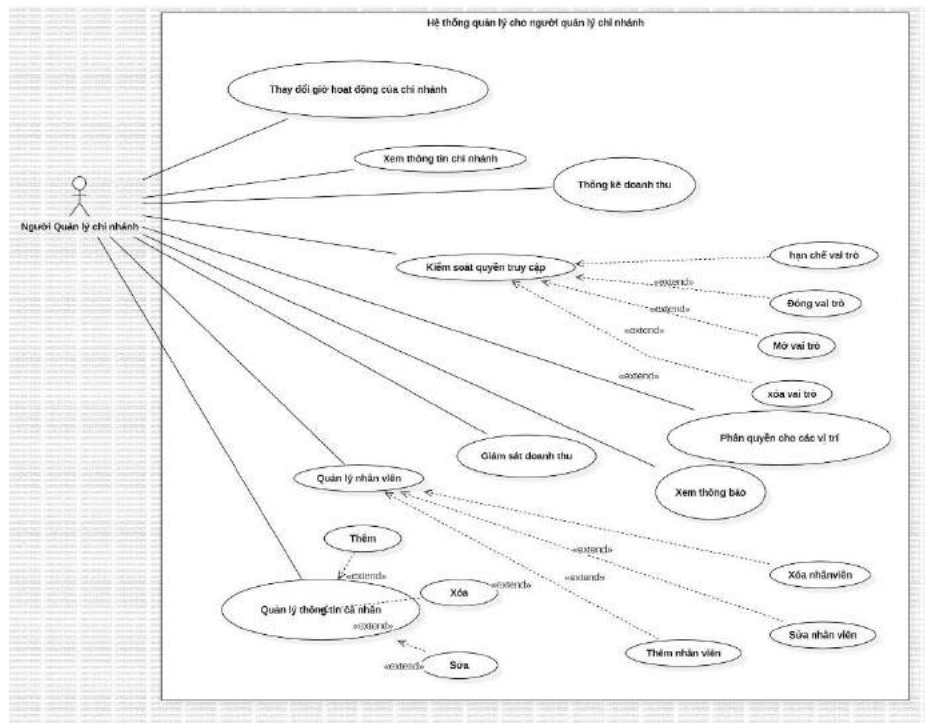 Hệ thống quản lý cho người quản lý chi nhánh
Thay đổi giờ hoạt động của chi nhánh
Xem thông tin chi nhánh
Thống kê doanh thu
Người Quản lý chi nhánh
Kiểm soát quyền truy cập
hạn chế vai trò
«extend»
Đóng vai trò
«extend»
«extend»
Mở vai trò
«extend»
xóa vai trò
Phân quyền cho các vị trí
Giám sát doanh thu
Quản lý nhân viên
Xem thông báo
Thêm
«extend»
«extend»
«extend»
Xóa nhânviên
«extend»
Xóa
«extend»
Quản lý thông tin cá nhân
«extend»
Sửa nhân viên
Thêm nhân viên
«extend»
Sửa